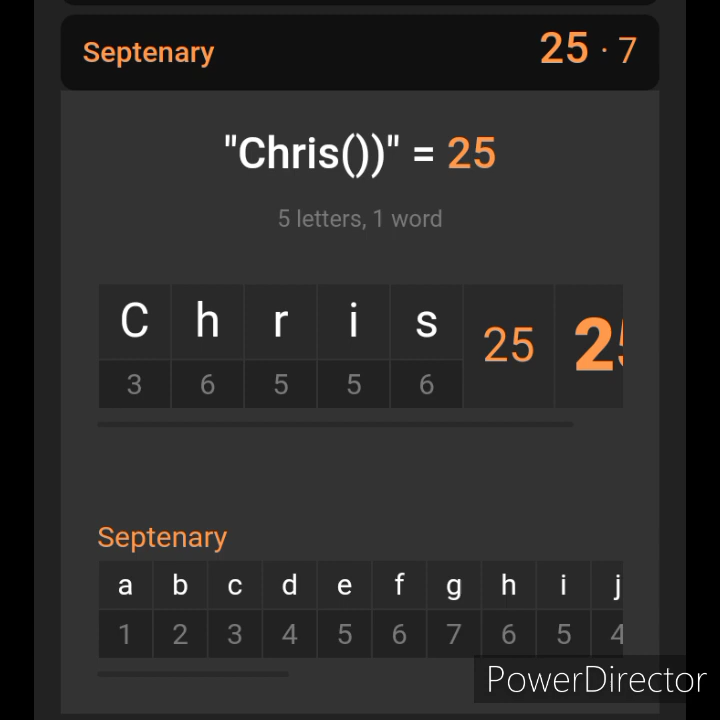 Septenary 25 · 7
"Chris())" = 25
5 letters, 1 word
C h r i s 25 25
3 6 5 5 6
Septenary
a b c d e f g h i j
1 2 3 4 5 6 7 6 5 4
PowerDirector